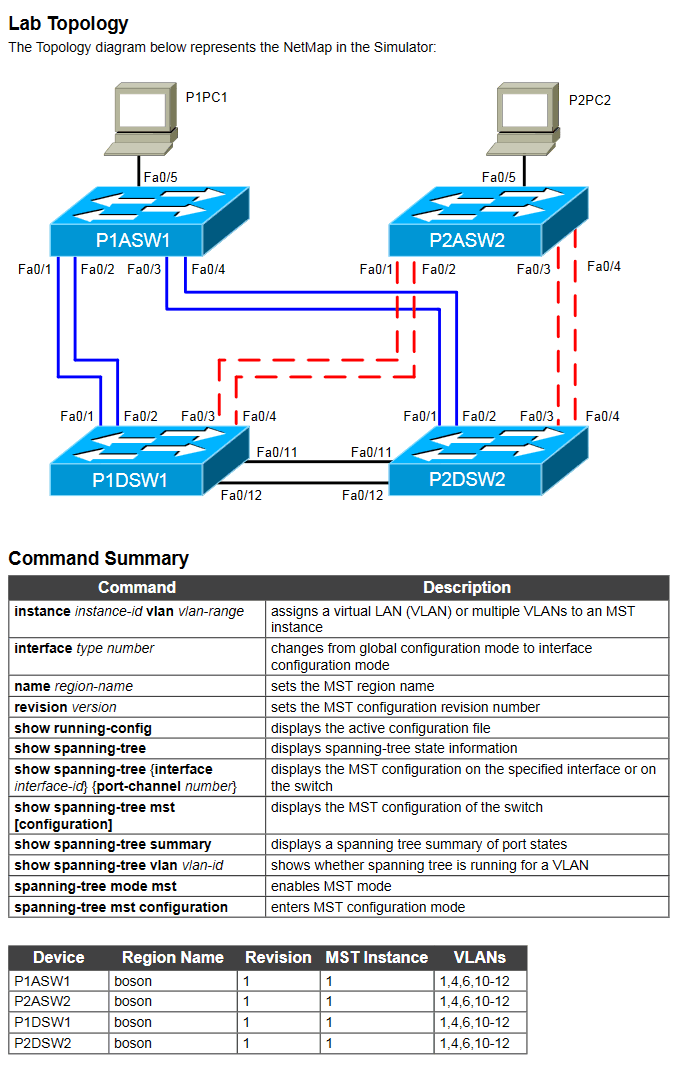 Lab Topology
The Topology diagram below represents the NetMap in the Simulator:
P1PC1
P2PC2
Fa0/5
Fa0/5
P1ASW1
P2ASW2
Fa0/1 Fa0/2 Fa0/3 Fa0/4
Fa0/1 Fa0/2 Fa0/3 Fa0/4
Fa0/1 Fa0/2 Fa0/3 Fa0/4
Fa0/1 Fa0/2 Fa0/3 Fa0/4
P1DSW1
P2DSW2
Fa0/11 Fa0/11
Fa0/12 Fa0/12
Command Summary
Command Description
instance instance-id vlan vlan-range assigns a virtual LAN (VLAN) or multiple VLANs to an MST
instance
interface type number changes from global configuration mode to interface
configuration mode
name region-name sets the MST region name
revision version sets the MST configuration revision number
show running-config displays the active configuration file
show spanning-tree displays spanning-tree state information
show spanning-tree {interface displays the MST configuration on the specified interface or on
interface-id} {port-channel number} the switch
show spanning-tree mst displays the MST configuration of the switch
[configuration]
show spanning-tree summary displays a spanning tree summary of port states
show spanning-tree vlan vlan-id shows whether spanning tree is running for a VLAN
spanning-tree mode mst enables MST mode
spanning-tree mst configuration enters MST configuration mode
Device Region Name Revision MST Instance VLANs
P1ASW1 boson 1 1 1,4,6,10-12
P2ASW2 boson 1 1 1,4,6,10-12
P1DSW1 boson 1 1 1,4,6,10-12
P2DSW2 boson 1 1 1,4,6,10-12